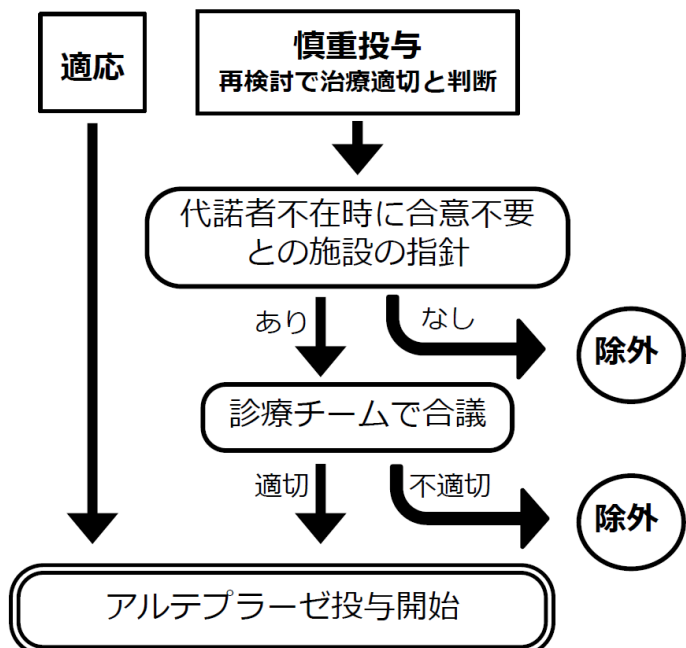 適応
慎重投与
再検討で治療適切と判断
代諾者不在時に合意不要
との施設の指針
あり
なし
除外
診療チームで合議
適切
不適切
除外
アルテプラーゼ投与開始